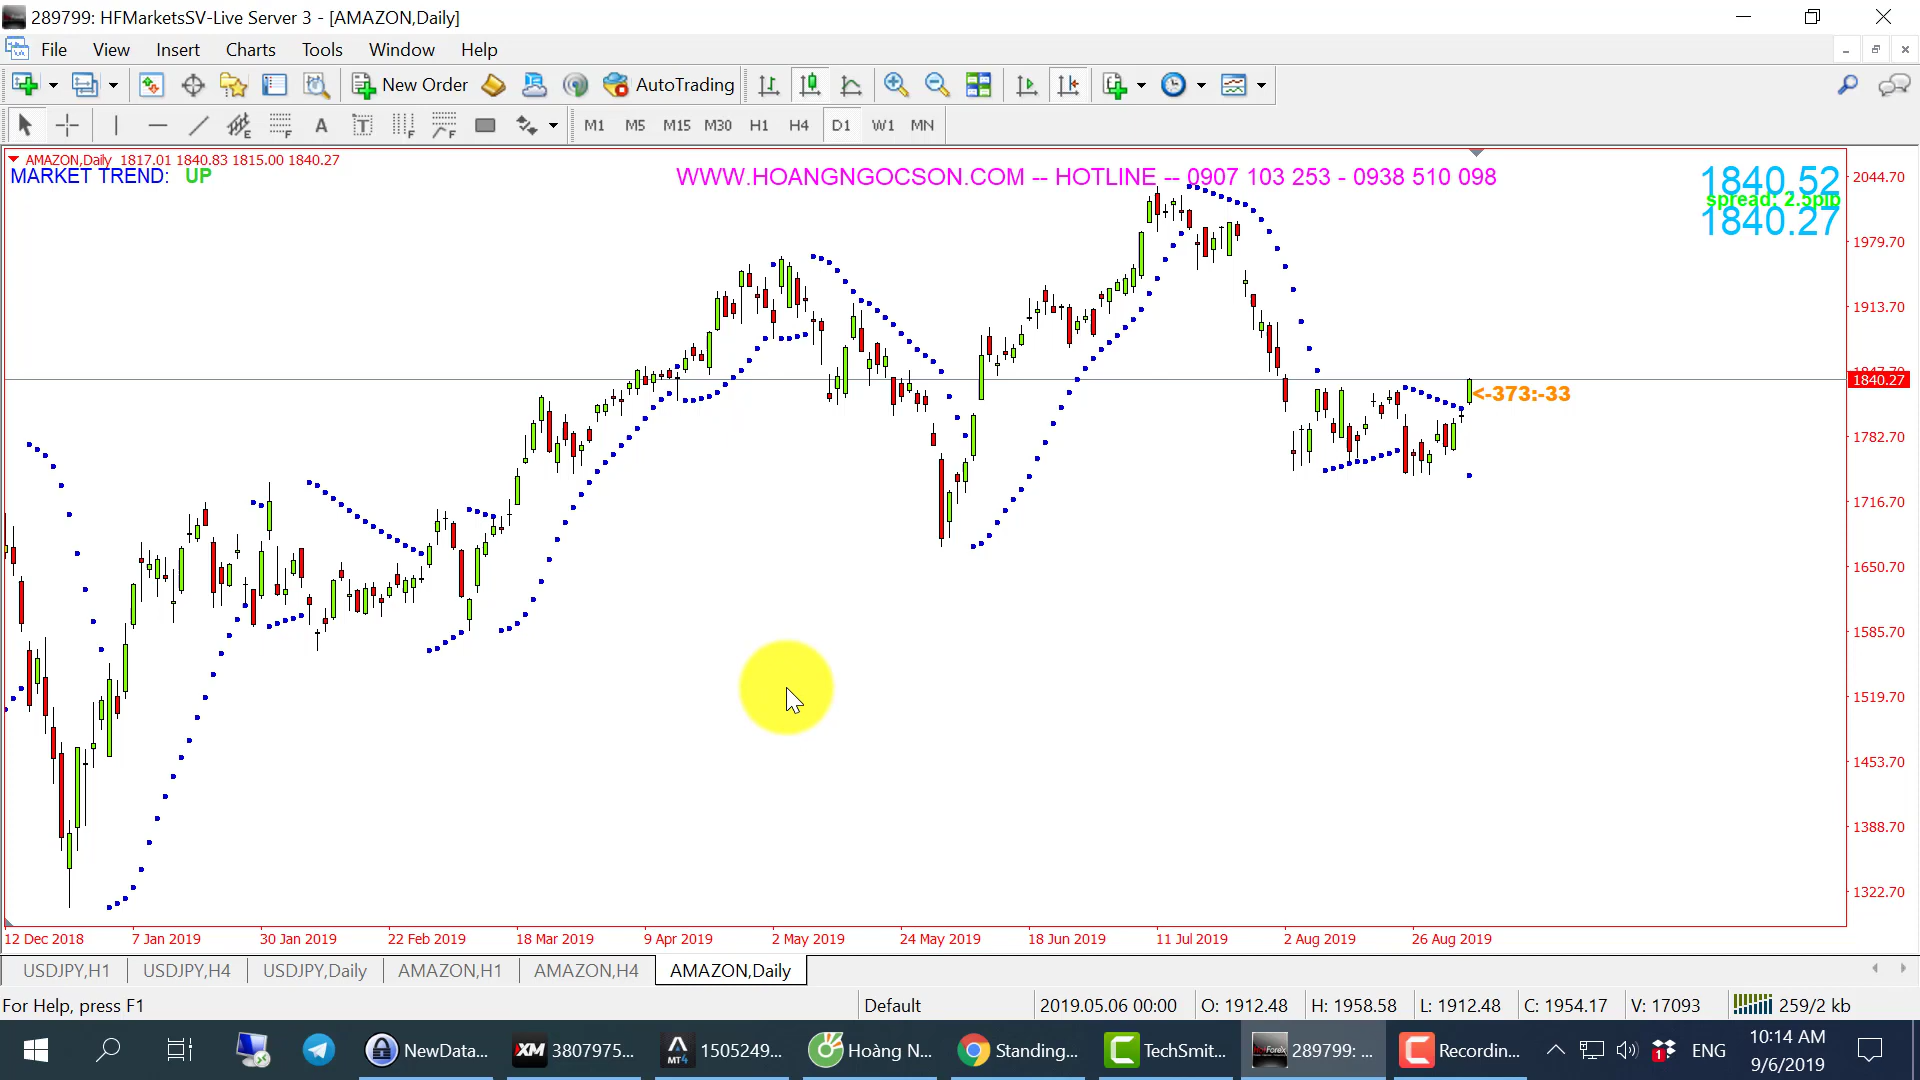 289799: HFMarketsSV-Live Server 3 - [AMAZON,Daily]
File View Insert Charts Tools Window Help
New Order AutoTrading
A T E F F F
M1 M5 M15 M30 H1 H4 D1 W1 MN
AMAZON,Daily 1817.01 1840.83 1815.00 1840.27
MARKET TREND: UP
WWW.HOANGNGOCSON.COM -- HOTLINE -- 0907 103 253 - 0938 510 098
1840.52
spread: 2.5pip
1840.27
2044.70
1979.70
1913.70
1840.27
<-373:-33
1782.70
1716.70
1650.70
1585.70
1519.70
1453.70
1388.70
1322.70
12 Dec 2018 7 Jan 2019 30 Jan 2019 22 Feb 2019 18 Mar 2019 9 Apr 2019 2 May 2019 24 May 2019 18 Jun 2019 11 Jul 2019 2 Aug 2019 26 Aug 2019
USDJPY,H1 USDJPY,H4 USDJPY,Daily AMAZON,H1 AMAZON,H4 AMAZON,Daily
For Help, press F1 Default 2019.05.06 00:00 O: 1912.48 H: 1958.58 L: 1912.48 C: 1954.17 V: 17093 259/2 kb
NewData... XM 3807975... MT4 1505249... Hoàng N... Standing... TechSmit... HotForex 289799: ... Recordin... 1 ENG
10:14 AM
9/6/2019